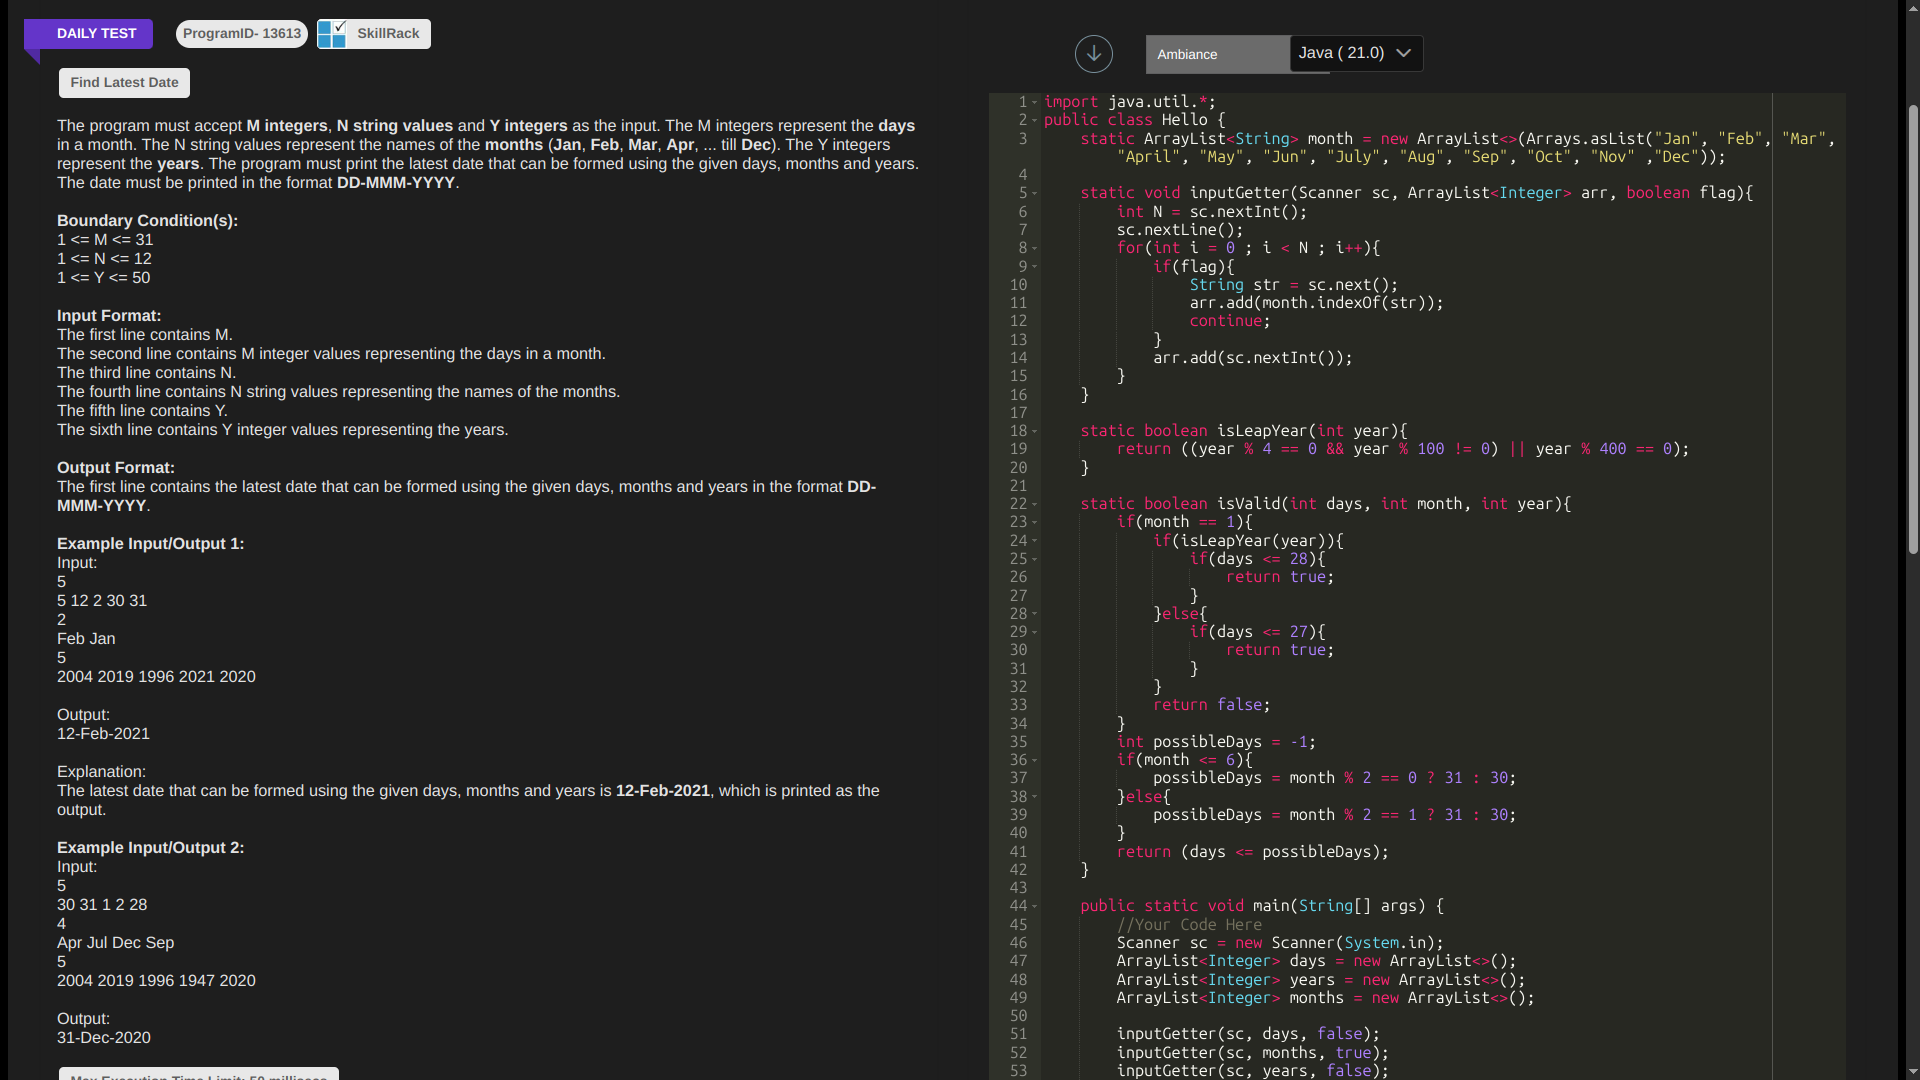 DAILY TEST
ProgramID- 13613
SkillRack
Find Latest Date
The program must accept M integers, N string values and Y integers as the input. The M integers represent the days
in a month. The N string values represent the names of the months (Jan, Feb, Mar, Apr, ... till Dec). The Y integers
represent the years. The program must print the latest date that can be formed using the given days, months and years.
The date must be printed in the format DD-MMM-YYYY.
Boundary Condition(s):
1 <= M <= 31
1 <= N <= 12
1 <= Y <= 50
Input Format:
The first line contains M.
The second line contains M integer values representing the days in a month.
The third line contains N.
The fourth line contains N string values representing the names of the months.
The fifth line contains Y.
The sixth line contains Y integer values representing the years.
Output Format:
The first line contains the latest date that can be formed using the given days, months and years in the format DD-
MMM-YYYY.
Example Input/Output 1:
Input:
5
5 12 2 30 31
2
Feb Jan
5
2004 2019 1996 2021 2020
Output:
12-Feb-2021
Explanation:
The latest date that can be formed using the given days, months and years is 12-Feb-2021, which is printed as the
output.
Example Input/Output 2:
Input:
5
30 31 1 2 28
4
Apr Jul Dec Sep
5
2004 2019 1996 1947 2020
Output:
31-Dec-2020
Max Execution Time Limit: 50 millisecs
Ambiance
Java ( 21.0)
1 import java.util.*;
2 public class Hello {
3 static ArrayList<String> month = new ArrayList<>(Arrays.asList("Jan", "Feb", "Mar",
"April", "May", "Jun", "July", "Aug", "Sep", "Oct", "Nov" ,"Dec"));
4
5 static void inputGetter(Scanner sc, ArrayList<Integer> arr, boolean flag){
6 int N = sc.nextInt();
7 sc.nextLine();
8 for(int i = 0 ; i < N ; i++){
9 if(flag){
10 String str = sc.next();
11 arr.add(month.indexOf(str));
12 continue;
13 }
14 arr.add(sc.nextInt());
15 }
16 }
17
18 static boolean isLeapYear(int year){
19 return ((year % 4 == 0 && year % 100 != 0) || year % 400 == 0);
20 }
21
22 static boolean isValid(int days, int month, int year){
23 if(month == 1){
24 if(isLeapYear(year)){
25 if(days <= 28){
26 return true;
27 }
28 }else{
29 if(days <= 27){
30 return true;
31 }
32 }
33 return false;
34 }
35 int possibleDays = -1;
36 if(month <= 6){
37 possibleDays = month % 2 == 0 ? 31 : 30;
38 }else{
39 possibleDays = month % 2 == 1 ? 31 : 30;
40 }
41 return (days <= possibleDays);
42 }
43
44 public static void main(String[] args) {
45 //Your Code Here
46 Scanner sc = new Scanner(System.in);
47 ArrayList<Integer> days = new ArrayList<>();
48 ArrayList<Integer> years = new ArrayList<>();
49 ArrayList<Integer> months = new ArrayList<>();
50
51 inputGetter(sc, days, false);
52 inputGetter(sc, months, true);
53 inputGetter(sc, years, false);